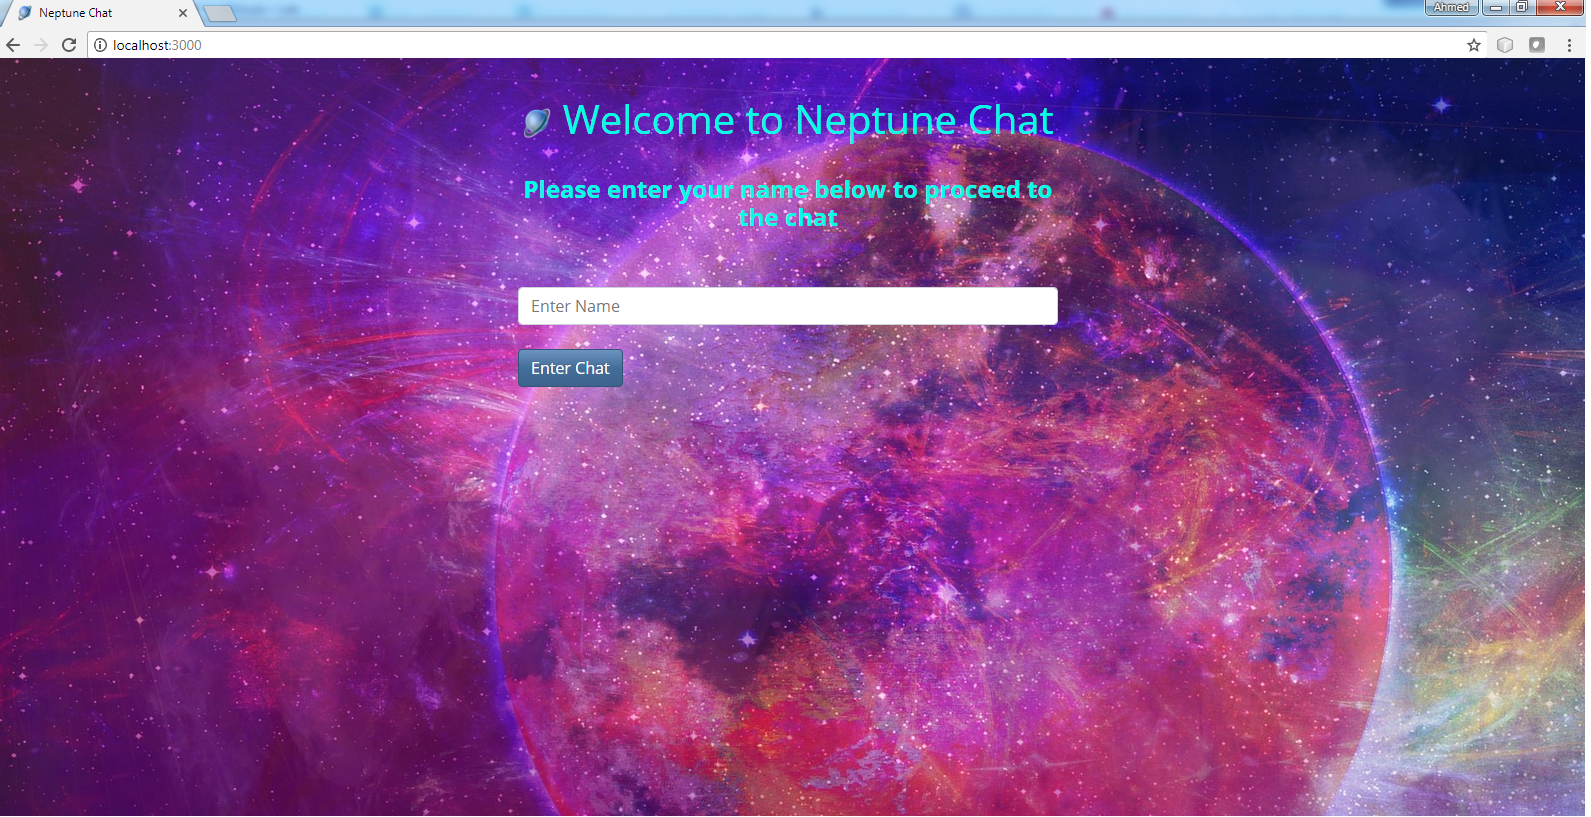 Neptune Chat
Ahmed
localhost:3000
Welcome to Neptune Chat
Please enter your name below to proceed to
the chat
Enter Name
Enter Chat